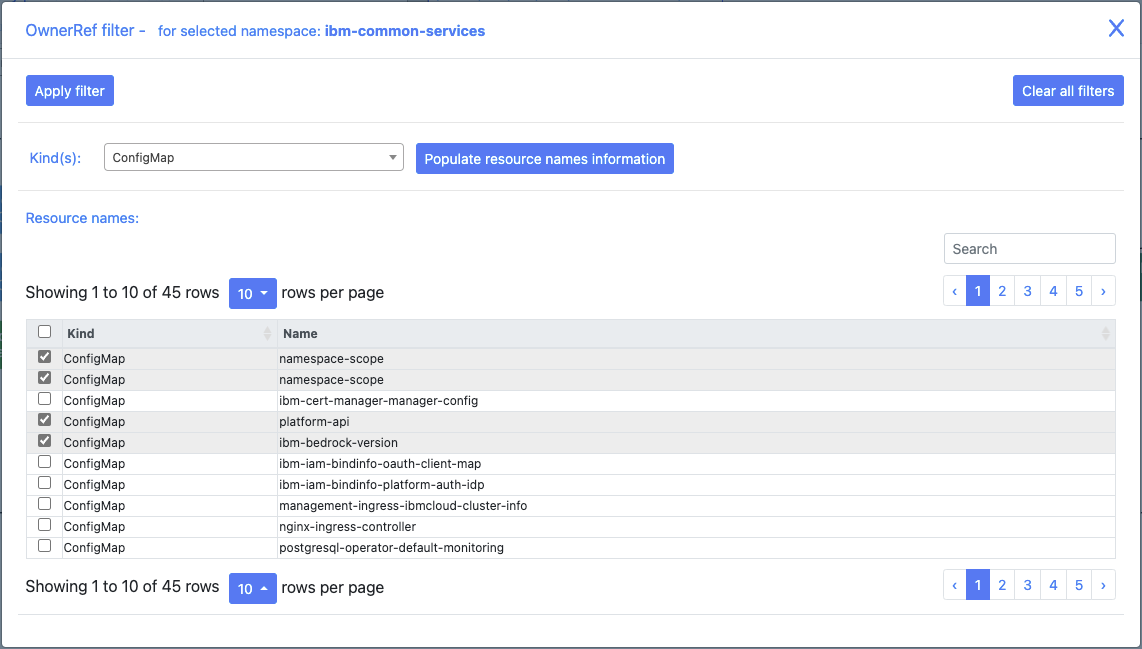 OwnerRef filter - for selected namespace: ibm-common-services X
Apply filter Clear all filters
Kind(s): ConfigMap Populate resource names information
Resource names:
Search
Showing 1 to 10 of 45 rows 10 rows per page ‹ 1 2 3 4 5 ›
Kind Name
ConfigMap namespace-scope
ConfigMap namespace-scope
ConfigMap ibm-cert-manager-manager-config
ConfigMap platform-api
ConfigMap ibm-bedrock-version
ConfigMap ibm-iam-bindinfo-oauth-client-map
ConfigMap ibm-iam-bindinfo-platform-auth-idp
ConfigMap management-ingress-ibmcloud-cluster-info
ConfigMap nginx-ingress-controller
ConfigMap postgresql-operator-default-monitoring
Showing 1 to 10 of 45 rows 10 rows per page ‹ 1 2 3 4 5 ›